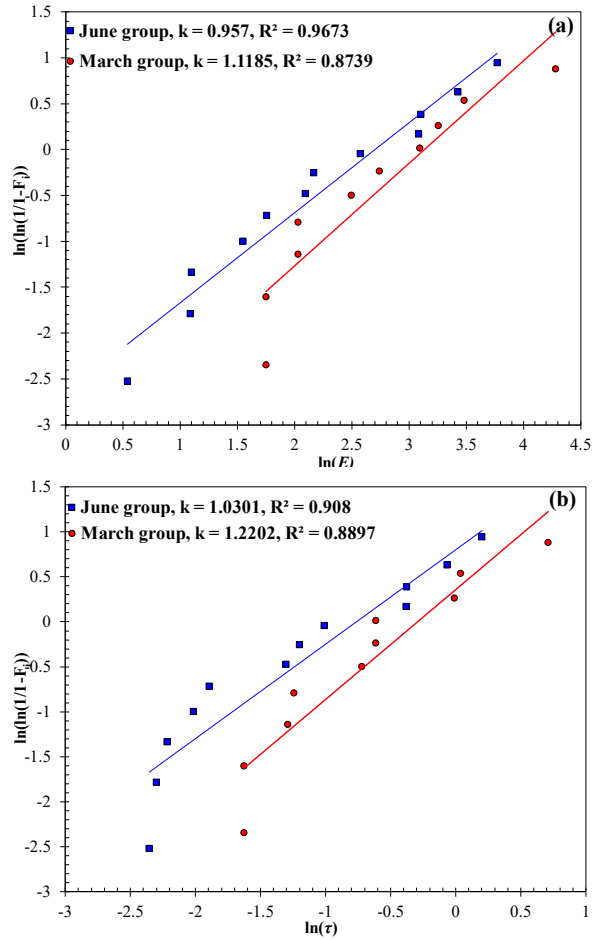 (a)
June group, k = 0.957, R² = 0.9673
March group, k = 1.1185, R² = 0.8739
1.5
1
0.5
0
-0.5
-1
-1.5
-2
-2.5
-3
ln(ln(1/1-Fᵢ))
0 0.5 1 1.5 2 2.5 3 3.5 4 4.5
ln(E)
(b)
June group, k = 1.0301, R² = 0.908
March group, k = 1.2202, R² = 0.8897
1.5
1
0.5
0
-0.5
-1
-1.5
-2
-2.5
-3
ln(ln(1/1-Fᵢ))
-3 -2.5 -2 -1.5 -1 -0.5 0 0.5 1
ln(τ)